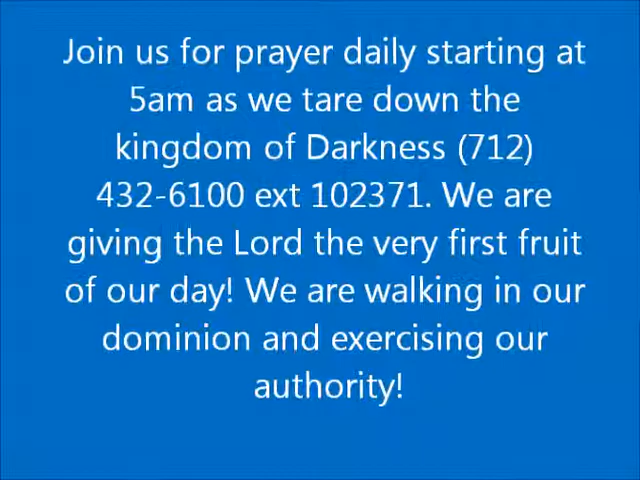 Join us for prayer daily starting at
5am as we tare down the
kingdom of Darkness (712)
432-6100 ext 102371. We are
giving the Lord the very first fruit
of our day! We are walking in our
dominion and exercising our
authority!